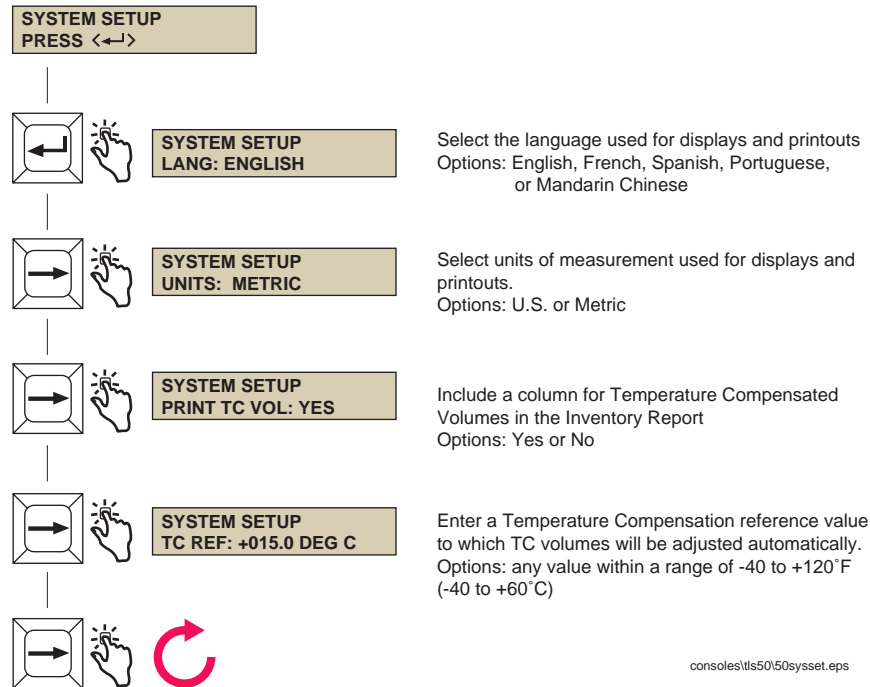 SYSTEM SETUP
PRESS <↵>
SYSTEM SETUP
LANG: ENGLISH
Select the language used for displays and printouts
Options: English, French, Spanish, Portuguese,
or Mandarin Chinese
SYSTEM SETUP
UNITS: METRIC
Select units of measurement used for displays and
printouts.
Options: U.S. or Metric
SYSTEM SETUP
PRINT TC VOL: YES
Include a column for Temperature Compensated
Volumes in the Inventory Report
Options: Yes or No
SYSTEM SETUP
TC REF: +015.0 DEG C
Enter a Temperature Compensation reference value
to which TC volumes will be adjusted automatically.
Options: any value within a range of -40 to +120˚F
(-40 to +60˚C)
consoles\tls50\50sysset.eps